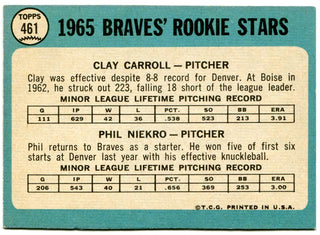 TOPPS
461
1965 BRAVES' ROOKIE STARS
CLAY CARROLL — PITCHER
Clay was effective despite 8-8 record for Denver. At Boise in
1962, he struck out 223, falling 18 short of the league leader.
MINOR LEAGUE LIFETIME PITCHING RECORD
G IP W L PCT. SO BB ERA
111 629 42 36 .538 523 213 3.91
PHIL NIEKRO — PITCHER
Phil returns to Braves as a starter. He won five of first six
starts at Denver last year with his effective knuckleball.
MINOR LEAGUE LIFETIME PITCHING RECORD
G IP W L PCT. SO BB ERA
206 543 40 21 .656 369 253 3.00
©T.C.G. PRINTED IN U.S.A.